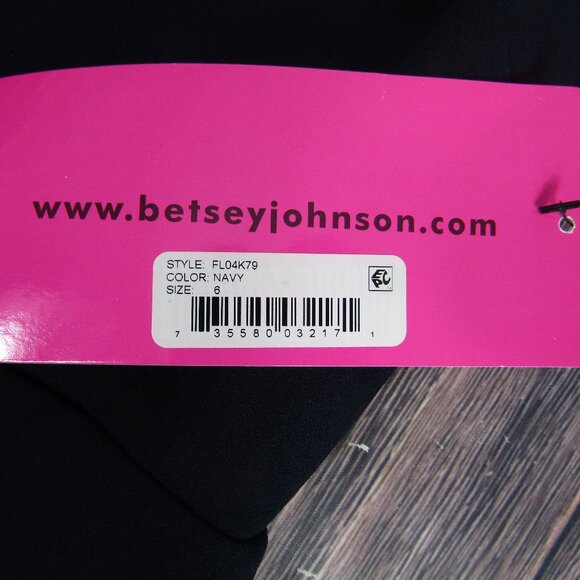 www.betseyjohnson.com
STYLE: FL04K79
COLOR: NAVY
SIZE: 6
7 35580 03217 1